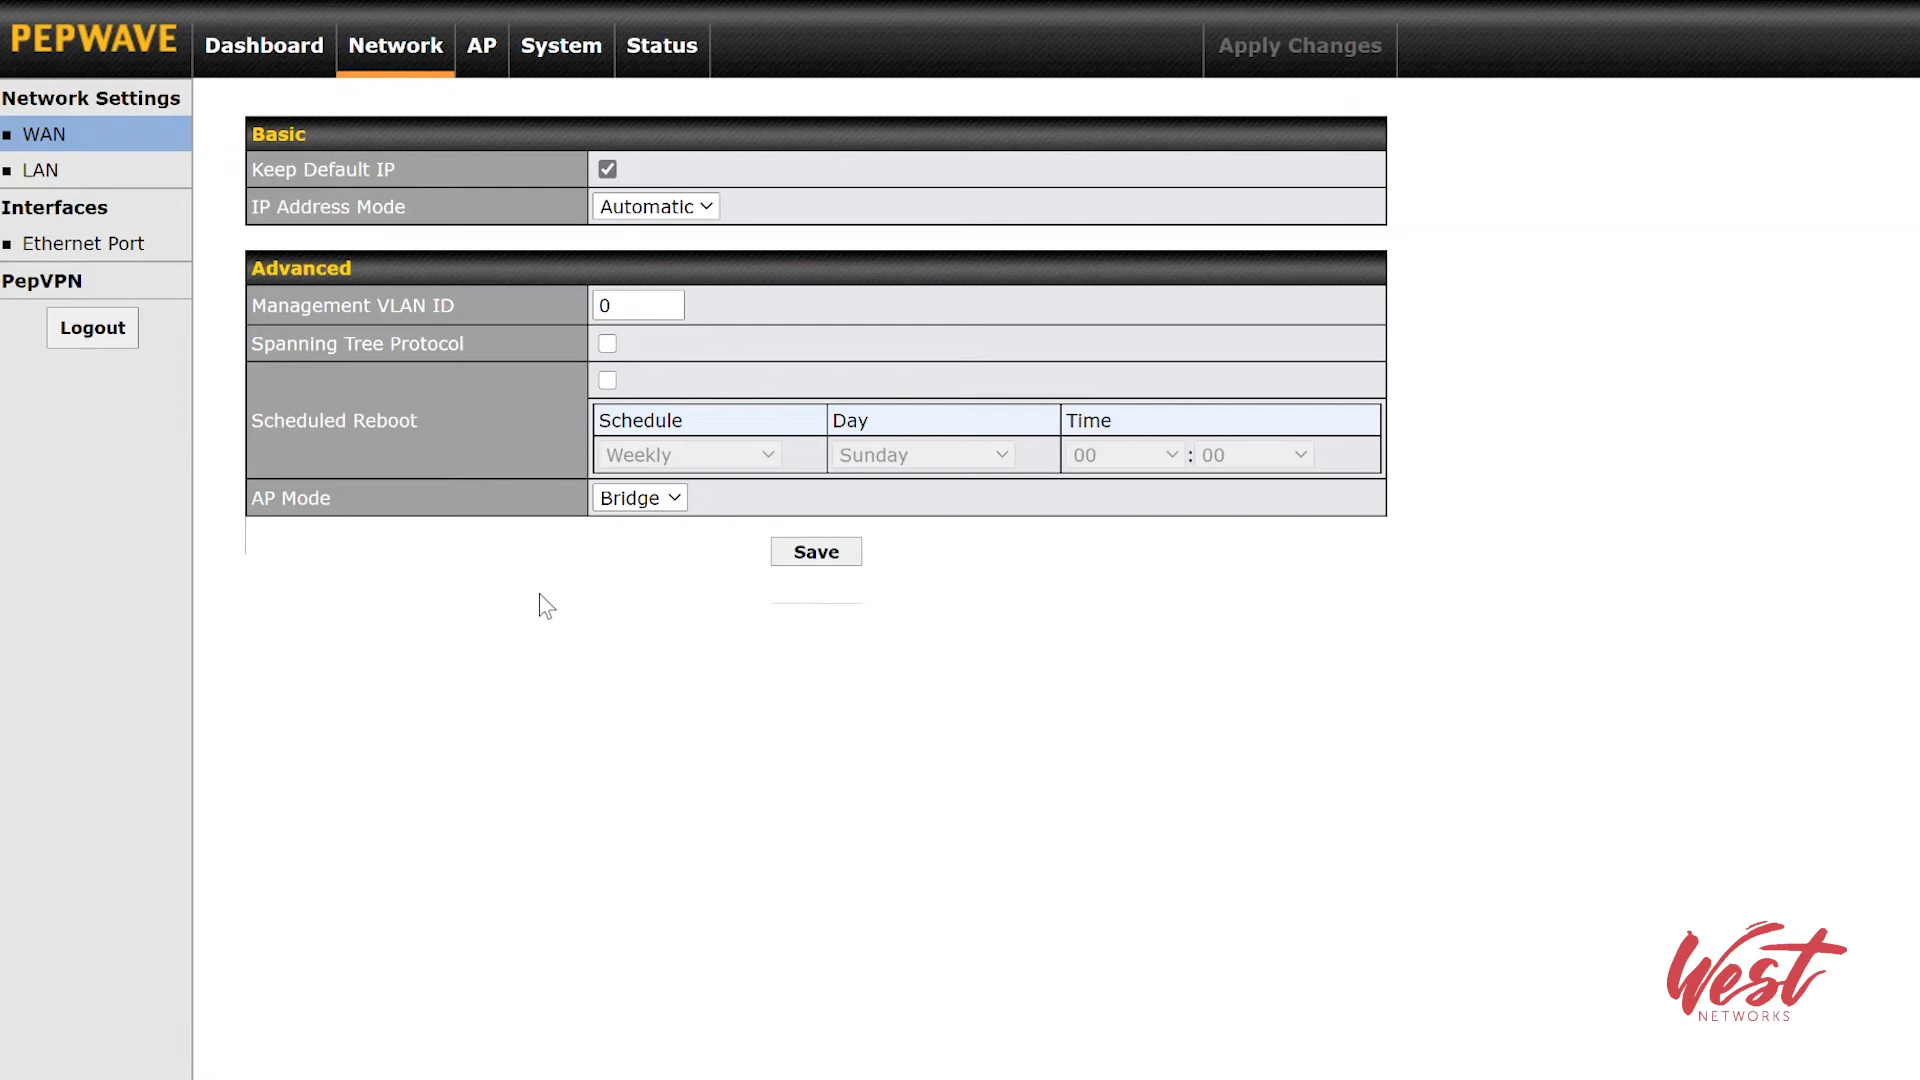 PEPWAVE
Dashboard Network AP System Status Apply Changes
Network Settings
WAN
LAN
Interfaces
Ethernet Port
PepVPN
Logout
Basic
Keep Default IP
IP Address Mode Automatic
Advanced
Management VLAN ID 0
Spanning Tree Protocol
Scheduled Reboot
Schedule Day Time
Weekly Sunday 00 : 00
AP Mode Bridge
Save
West
NETWORKS